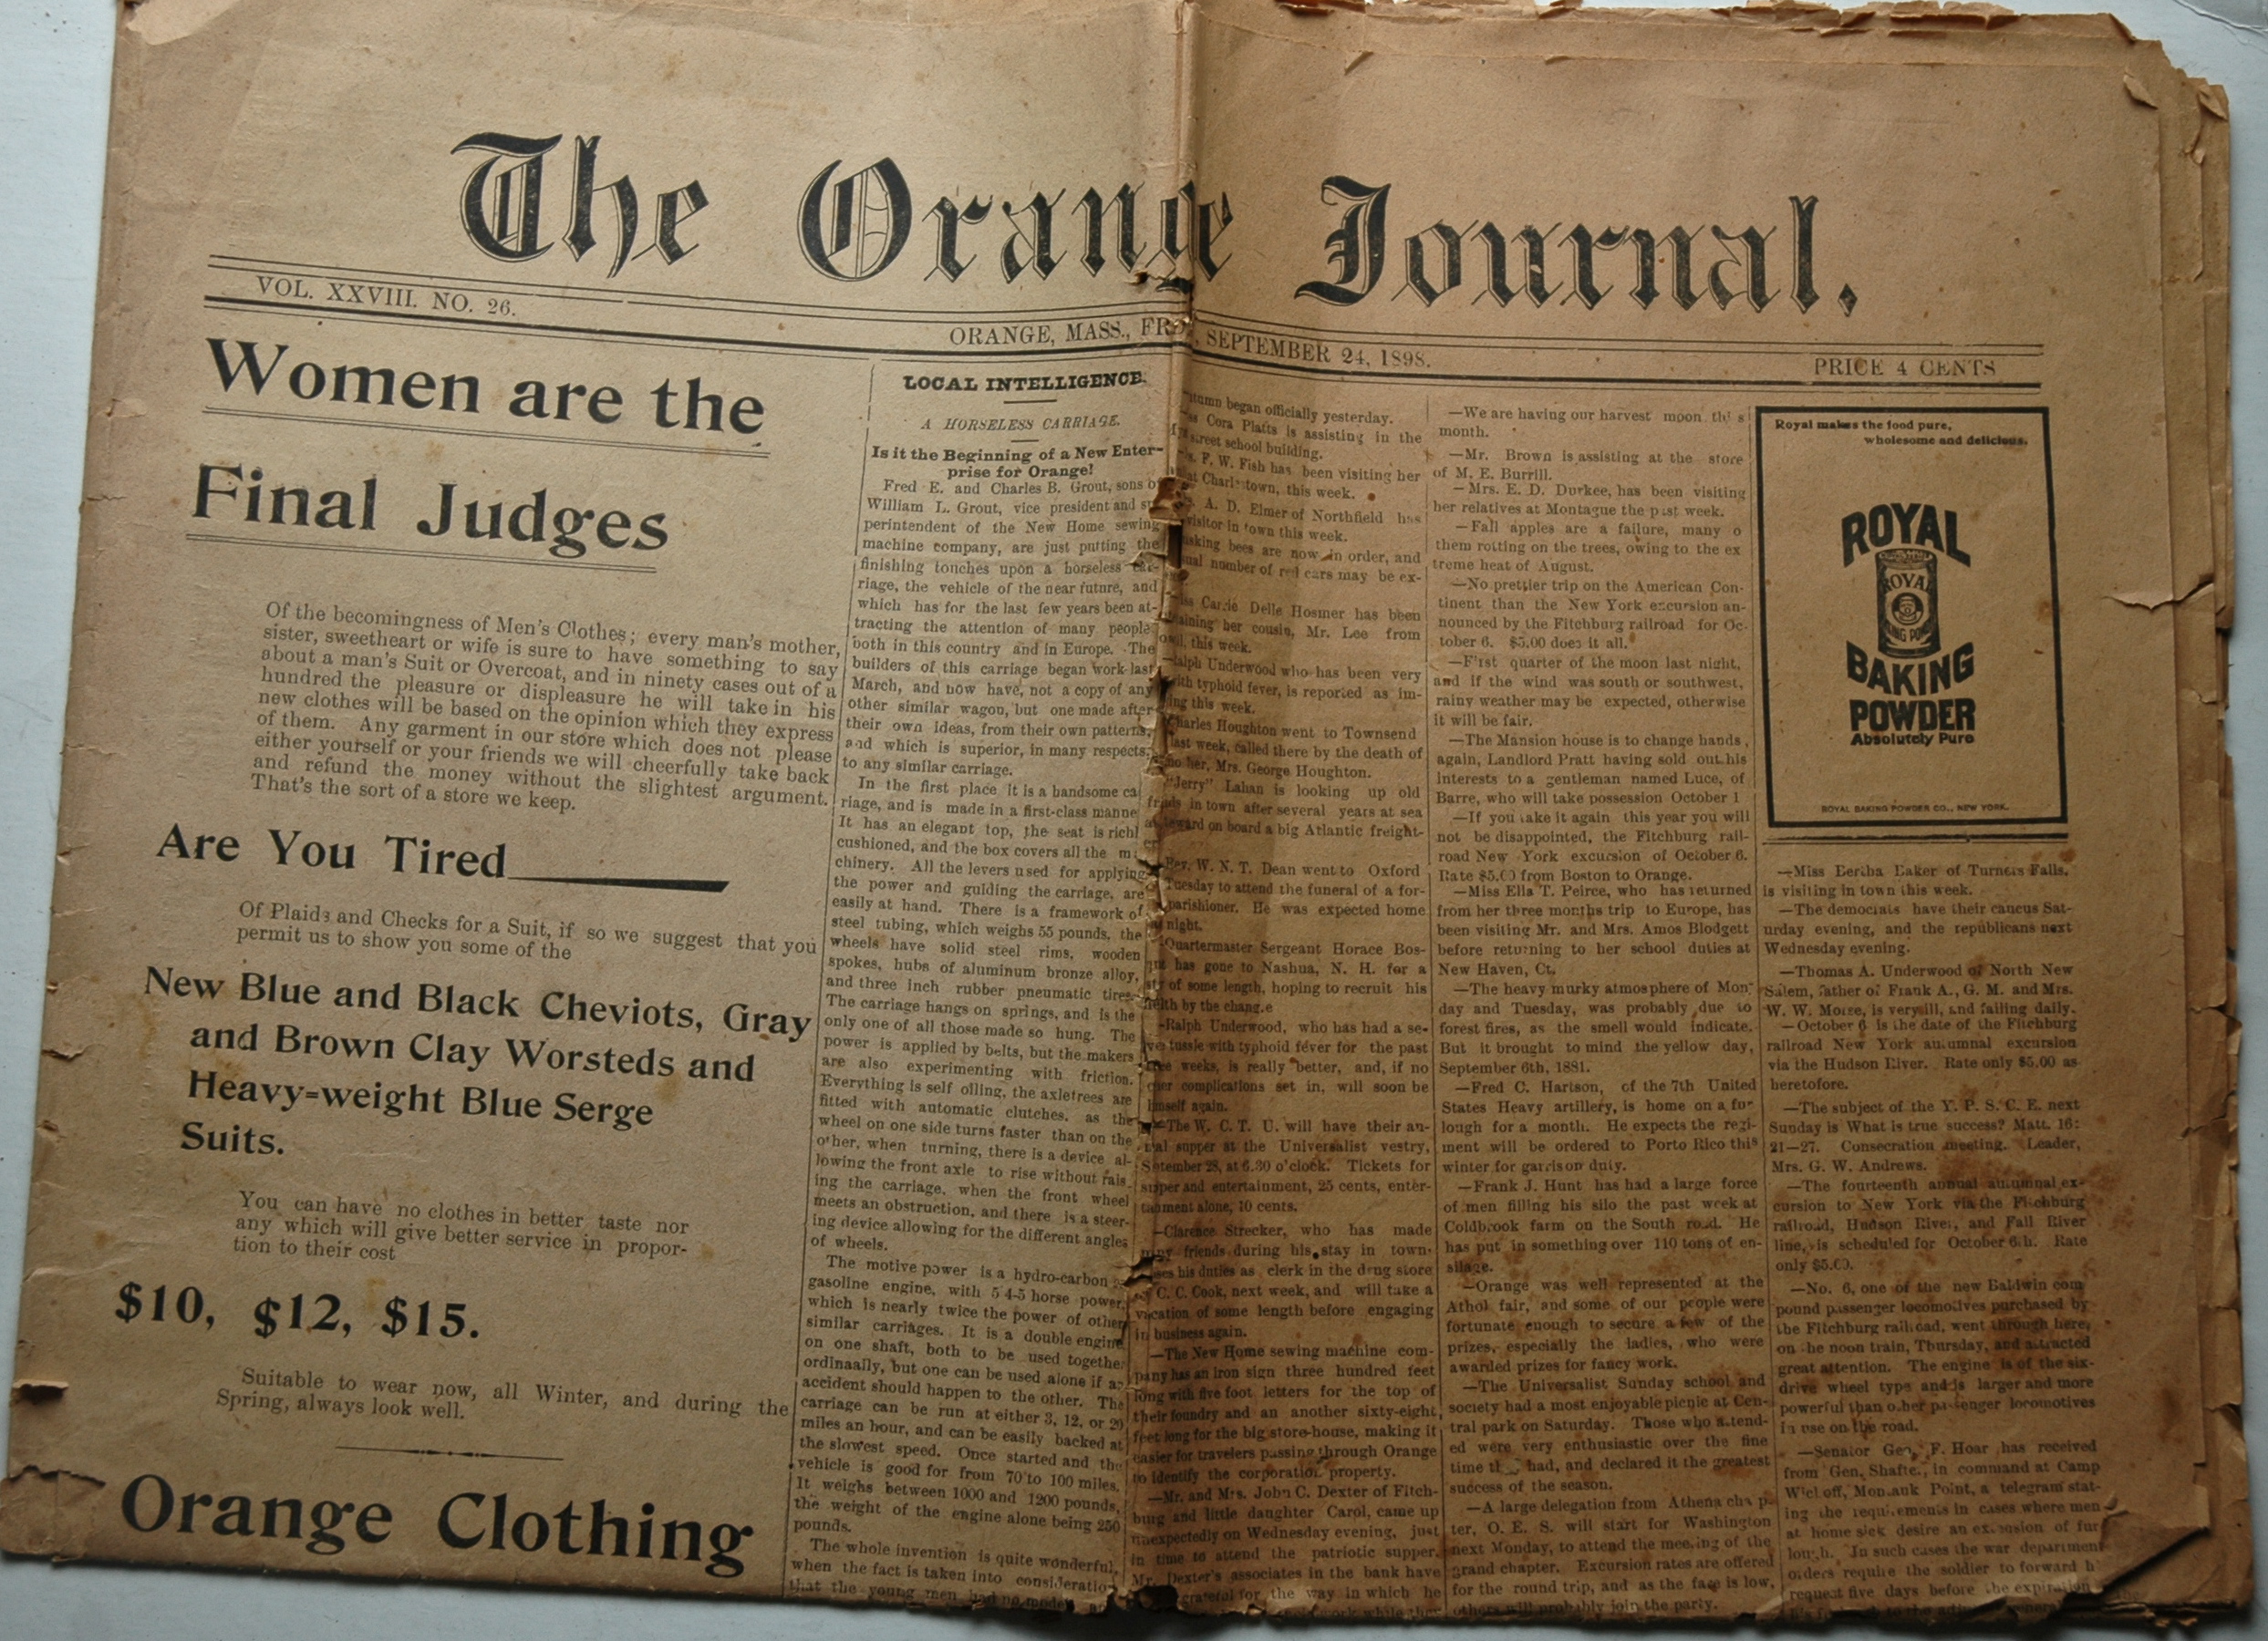 The Orange Journal.
VOL. XXVIII. NO. 26.
ORANGE, MASS., SEPTEMBER 24, 1898.
PRICE 4 CENTS
Women are the
Final Judges
Of the becomingness of Men's Clothes; every man's mother,
sister, sweetheart or wife is sure to have something to say
about a man's Suit or Overcoat, and in ninety cases out of a
hundred the pleasure or displeasure he will take in his
new clothes will be based on the opinion which they express
of them. Any garment in our store which does not please
either yourself or your friends we will cheerfully take back
and refund the money without the slightest argument.
That's the sort of a store we keep.
Are You Tired
Of Plaids and Checks for a Suit, if so we suggest that you
permit us to show you some of the
New Blue and Black Cheviots, Gray
and Brown Clay Worsteds and
Heavy=weight Blue Serge
Suits.
You can have no clothes in better taste nor
any which will give better service in propor-
tion to their cost
$10, $12, $15.
Suitable to wear now, all Winter, and during the
Spring, always look well.
Orange Clothing
LOCAL INTELLIGENCE.
A HORSELESS CARRIAGE.
Is it the Beginning of a New Enter-
prise for Orange!
Fred E. and Charles B. Grout, sons
William L. Grout, vice president and
perintendent of the New Home sewing
machine company, are just putting the
finishing touches upon a horseless
riage, the vehicle of the near future, and
which has for the last few years been at-
tracting the attention of many people
both in this country and in Europe. The
builders of this carriage began work last
March, and now have, not a copy of any
other similar wagon, but one made after
their own ideas, from their own patterns,
and which is superior, in many respects,
to any similar carriage.
In the first place it is a handsome
riage, and is made in a first-class
It has an elegant top, the seat is
cushioned, and the box covers all the
chinery. All the levers used for applying
the power and guiding the carriage, are
easily at hand. There is a framework of
steel tubing, which weighs 55 pounds, the
wheels have solid steel rims, wooden
spokes, hubs of aluminum bronze alloy,
and three inch rubber pneumatic tires.
The carriage hangs on springs, and is the
only one of all those made so hung. The
power is applied by belts, but the makers
are also experimenting with friction.
Everything is self oiling, the axletrees are
fitted with automatic clutches, as the
wheel on one side turns faster than on the
other, when turning, there is a device al-
lowing the front axle to rise without rais
ing the carriage, when the front wheel
meets an obstruction, and there is a steer-
ing device allowing for the different angles
of wheels.
The motive power is a hydro-carbon
gasoline engine, with 5 4-5 horse power,
which is nearly twice the power of other
similar carriages. It is a double engine
on one shaft, both to be used together
ordinaally, but one can be used alone if
accident should happen to the other. The
carriage can be run at either 3, 12, or 20
miles an hour, and can be easily backed at
the slowest speed. Once started and the
vehicle is good for from 70 to 100 miles.
It weighs between 1000 and 1200 pounds,
the weight of the engine alone being 250
pounds.
The whole invention is quite wonderful,
when the fact is taken into consideration
that the young men had no model
began officially yesterday.
Cora Platts is assisting in the
street school building.
F. W. Fish has been visiting her
at Charlestown, this week.
A. D. Elmer of Northfield has
visitor in town this week.
bees are now in order, and
number of red ears may be ex-
Carrie Delle Hosmer has been
her cousin, Mr. Lee from
this week.
Ralph Underwood who has been very
with typhoid fever, is reported as im-
this week.
Charles Houghton went to Townsend
last week, called there by the death of
Mrs. George Houghton.
"Jerry" Lahan is looking up old
in town after several years at sea
on board a big Atlantic freight-
Rev. W. N. T. Dean went to Oxford
Tuesday to attend the funeral of a for-
parishioner. He was expected home
night.
Quartermaster Sergeant Horace Bos-
has gone to Nashua, N. H. for a
of some length, hoping to recruit his
by the chang.e
—Ralph Underwood, who has had a se-
tussle with typhoid féver for the past
weeks, is really better, and, if no
complications set in, will soon be
himself again.
—The W. C. T. U. will have their
supper at the Universalist vestry,
September 28, at 6.30 o'clock. Tickets for
supper and entertainment, 25 cents, enter-
tainment alone, 10 cents.
—Clarence Strecker, who has made
many friends during his stay in town
his duties as clerk in the drug store
C. C. Cook, next week, and will take a
vacation of some length before engaging
in business again.
—The New Home sewing machine com-
pany has an iron sign three hundred feet
long with five foot letters for the top of
their foundry and an another sixty-eight
feet long for the big store-house, making it
easier for travelers passing through Orange
to identify the corporation property.
—Mr. and Mrs. John C. Dexter of Fitch-
burg and little daughter Carol, came up
unexpectedly on Wednesday evening, just
in time to attend the patriotic supper.
Mr. Dexter's associates in the bank have
grateful for the way in which he
—We are having our harvest moon
month.
—Mr. Brown is assisting at the store
of M. E. Burrill.
—Mrs. E. D. Durkee, has been visiting
her relatives at Montague the past week.
—Fall apples are a failure, many o
them rotting on the trees, owing to the ex
treme heat of August.
—No prettier trip on the American Con-
tinent than the New York excursion an-
nounced by the Fitchburg railroad for Oc-
tober 6. $5.00 does it all.
—First quarter of the moon last night,
and if the wind was south or southwest,
rainy weather may be expected, otherwise
it will be fair.
—The Mansion house is to change hands,
again, Landlord Pratt having sold out his
interests to a gentleman named Luce, of
Barre, who will take possession October 1
—If you take it again this year you will
not be disappointed, the Fitchburg rail-
road New York excursion of October 6.
Rate $5.00 from Boston to Orange.
—Miss Ella T. Peirce, who has returned
from her three months trip to Europe, has
been visiting Mr. and Mrs. Amos Blodgett
before returning to her school duties at
New Haven, Ct.
—The heavy murky atmosphere of Mon-
day and Tuesday, was probably due to
forest fires, as the smell would indicate.
But it brought to mind the yellow day,
September 6th, 1881.
—Fred C. Harison, of the 7th United
States Heavy artillery, is home on a fur
lough for a month. He expects the regi-
ment will be ordered to Porto Rico this
winter for garrison duty.
—Frank J. Hunt has had a large force
of men filling his silo the past week at
Coldbrook farm on the South road. He
has put in something over 110 tons of en-
silage.
—Orange was well represented at the
Athol fair, and some of our people were
fortunate enough to secure a few of the
prizes, especially the ladies, who were
awarded prizes for fancy work.
—The Universalist Sunday school and
society had a most enjoyable picnic at Cen-
tral park on Saturday. Those who attend-
ed were very enthusiastic over the fine
time had, and declared it the greatest
success of the season.
—A large delegation from Athena chap-
ter, O. E. S. will start for Washington
next Monday, to attend the meeting of the
grand chapter. Excursion rates are offered
for the round trip, and as the fare is low,
others will probably join the party.
Royal makes the food pure,
wholesome and delicious.
ROYAL
ROYAL
BAKING
POWDER
Absolutely Pure
ROYAL BAKING POWDER CO., NEW YORK.
—Miss Bertha Baker of Turners Falls,
is visiting in town this week.
—The democrats have their caucus Sat-
urday evening, and the republicans next
Wednesday evening.
—Thomas A. Underwood of North New
Salem, father of Frank A., G. M. and Mrs.
W. W. Morse, is very ill, and failing daily.
—October 6 is the date of the Fitchburg
railroad New York autumnal excursion
via the Hudson River. Rate only $5.00 as
heretofore.
—The subject of the Y. P. S. C. E. next
Sunday is What is true success? Matt. 16:
21—27. Consecration meeting. Leader,
Mrs. G. W. Andrews.
—The fourteenth annual autumnal ex-
cursion to New York via the Fitchburg
railroad, Hudson River, and Fall River
line, is scheduled for October 6th. Rate
only $5.00.
—No. 6, one of the new Baldwin com
pound passenger locomotives purchased by
the Fitchburg railroad, went through here,
on the noon train, Thursday, and attracted
great attention. The engine is of the six-
drive wheel type and is larger and more
powerful than other passenger locomotives
in use on the road.
—Senator Geo. F. Hoar has received
from Gen. Shafter, in command at Camp
Wickoff, Montauk Point, a telegram stat-
ing the requirements in cases where men
at home sick desire an extension of fur
lough. In such cases the war department
orders require the soldier to forward
request five days before the expiration